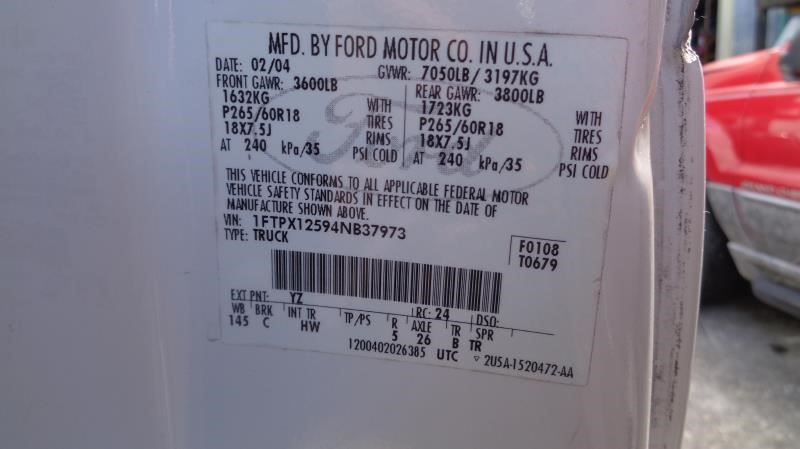 MFD. BY FORD MOTOR CO. IN U.S.A.
DATE: 02/04 GVWR: 7050LB/ 3197KG
FRONT GAWR: 3600LB REAR GAWR: 3800LB
1632KG WITH 1723KG WITH
P265/60R18 TIRES P265/60R18 TIRES
18X7.5J RIMS 18X7.5J RIMS
AT 240 kPa/35 PSI COLD AT 240 kPa/35 PSI COLD
Ford
THIS VEHICLE CONFORMS TO ALL APPLICABLE FEDERAL MOTOR
VEHICLE SAFETY STANDARDS IN EFFECT ON THE DATE OF
MANUFACTURE SHOWN ABOVE.
VIN: 1FTPX12594NB37973
TYPE: TRUCK
F0108
T0679
EXT PNT: YZ RC: 24 DSO:
WB BRK INT TR TP/PS R AXLE TR SPR
145 C HW 5 26 B TR
1200402026385 UTC ▽ 2U5A-1520472-AA